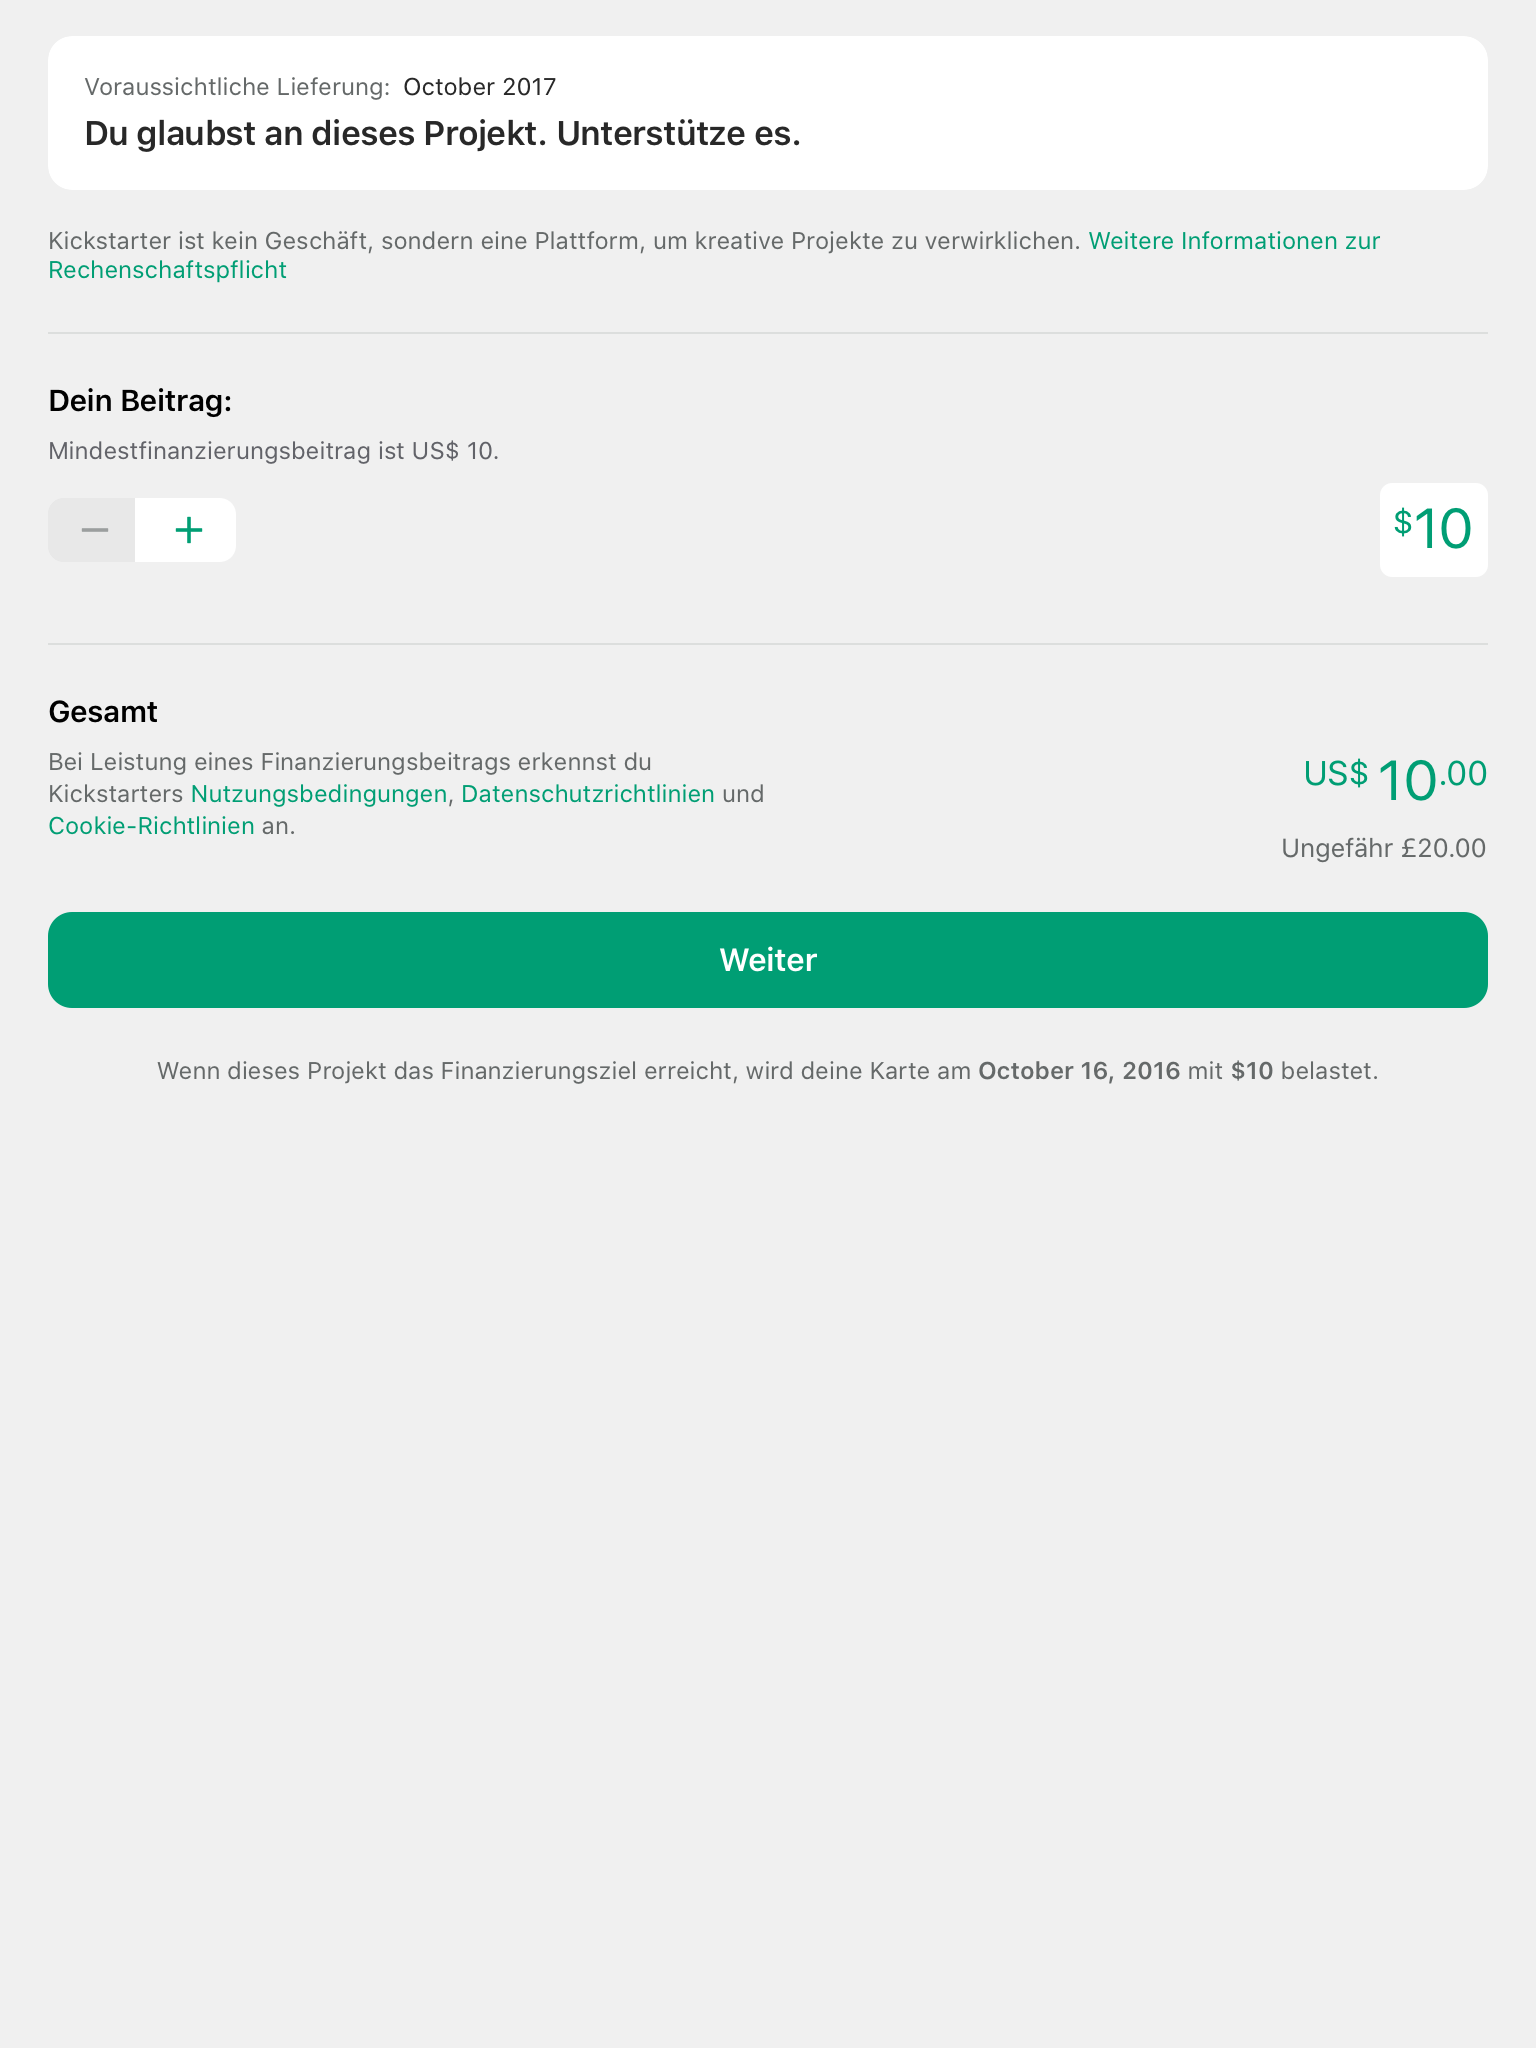 Voraussichtliche Lieferung: October 2017
Du glaubst an dieses Projekt. Unterstütze es.
Kickstarter ist kein Geschäft, sondern eine Plattform, um kreative Projekte zu verwirklichen. Weitere Informationen zur
Rechenschaftspflicht
Dein Beitrag:
Mindestfinanzierungsbeitrag ist US$ 10.
$10
Gesamt
Bei Leistung eines Finanzierungsbeitrags erkennst du
Kickstarters Nutzungsbedingungen, Datenschutzrichtlinien und
Cookie-Richtlinien an.
US$ 10.00
Ungefähr £20.00
Weiter
Wenn dieses Projekt das Finanzierungsziel erreicht, wird deine Karte am October 16, 2016 mit $10 belastet.